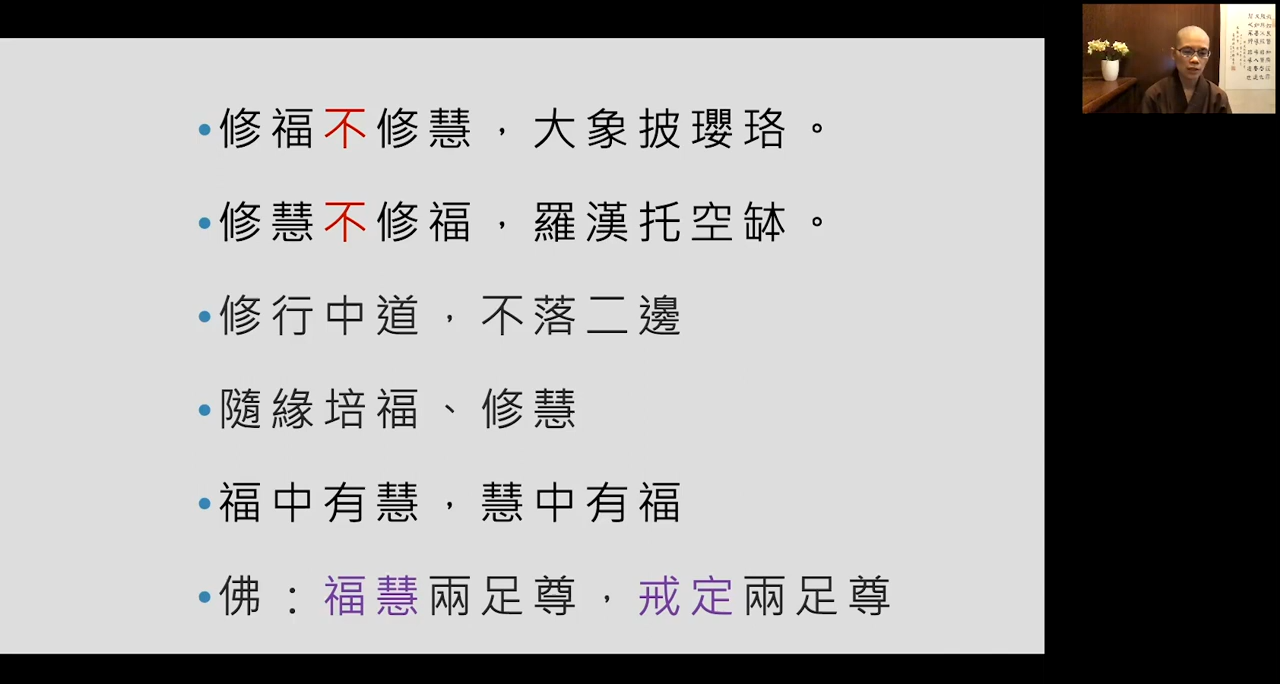 •修福不修慧，大象披瓔珞。
•修慧不修福，羅漢托空缽。
•修行中道，不落二邊
•隨緣培福、修慧
•福中有慧，慧中有福
•佛：福慧兩足尊，戒定兩足尊